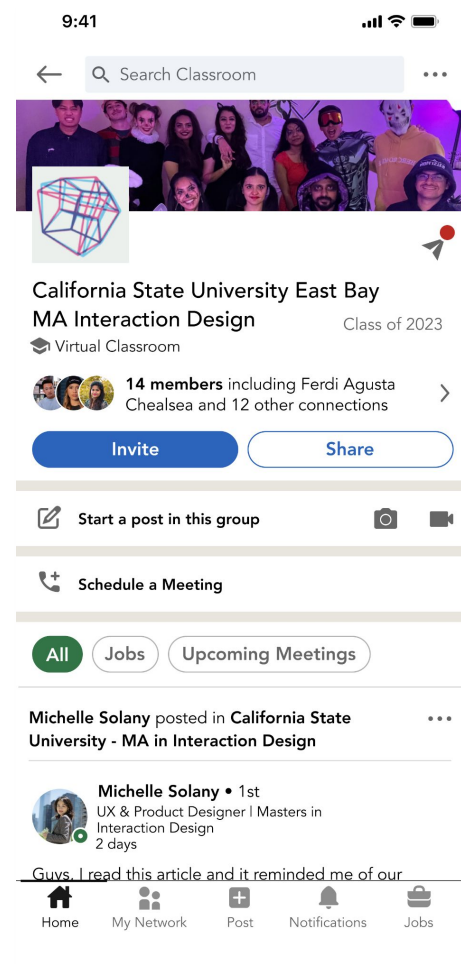 9:41
Search Classroom
California State University East Bay
MA Interaction Design
Class of 2023
Virtual Classroom
14 members including Ferdi Agusta
Chealsea and 12 other connections
Invite
Share
Start a post in this group
Schedule a Meeting
All
Jobs
Upcoming Meetings
Michelle Solany posted in California State
University - MA in Interaction Design
Michelle Solany • 1st
UX & Product Designer | Masters in
Interaction Design
2 days
Guys, I read this article and it reminded me of our
Home
My Network
Post
Notifications
Jobs